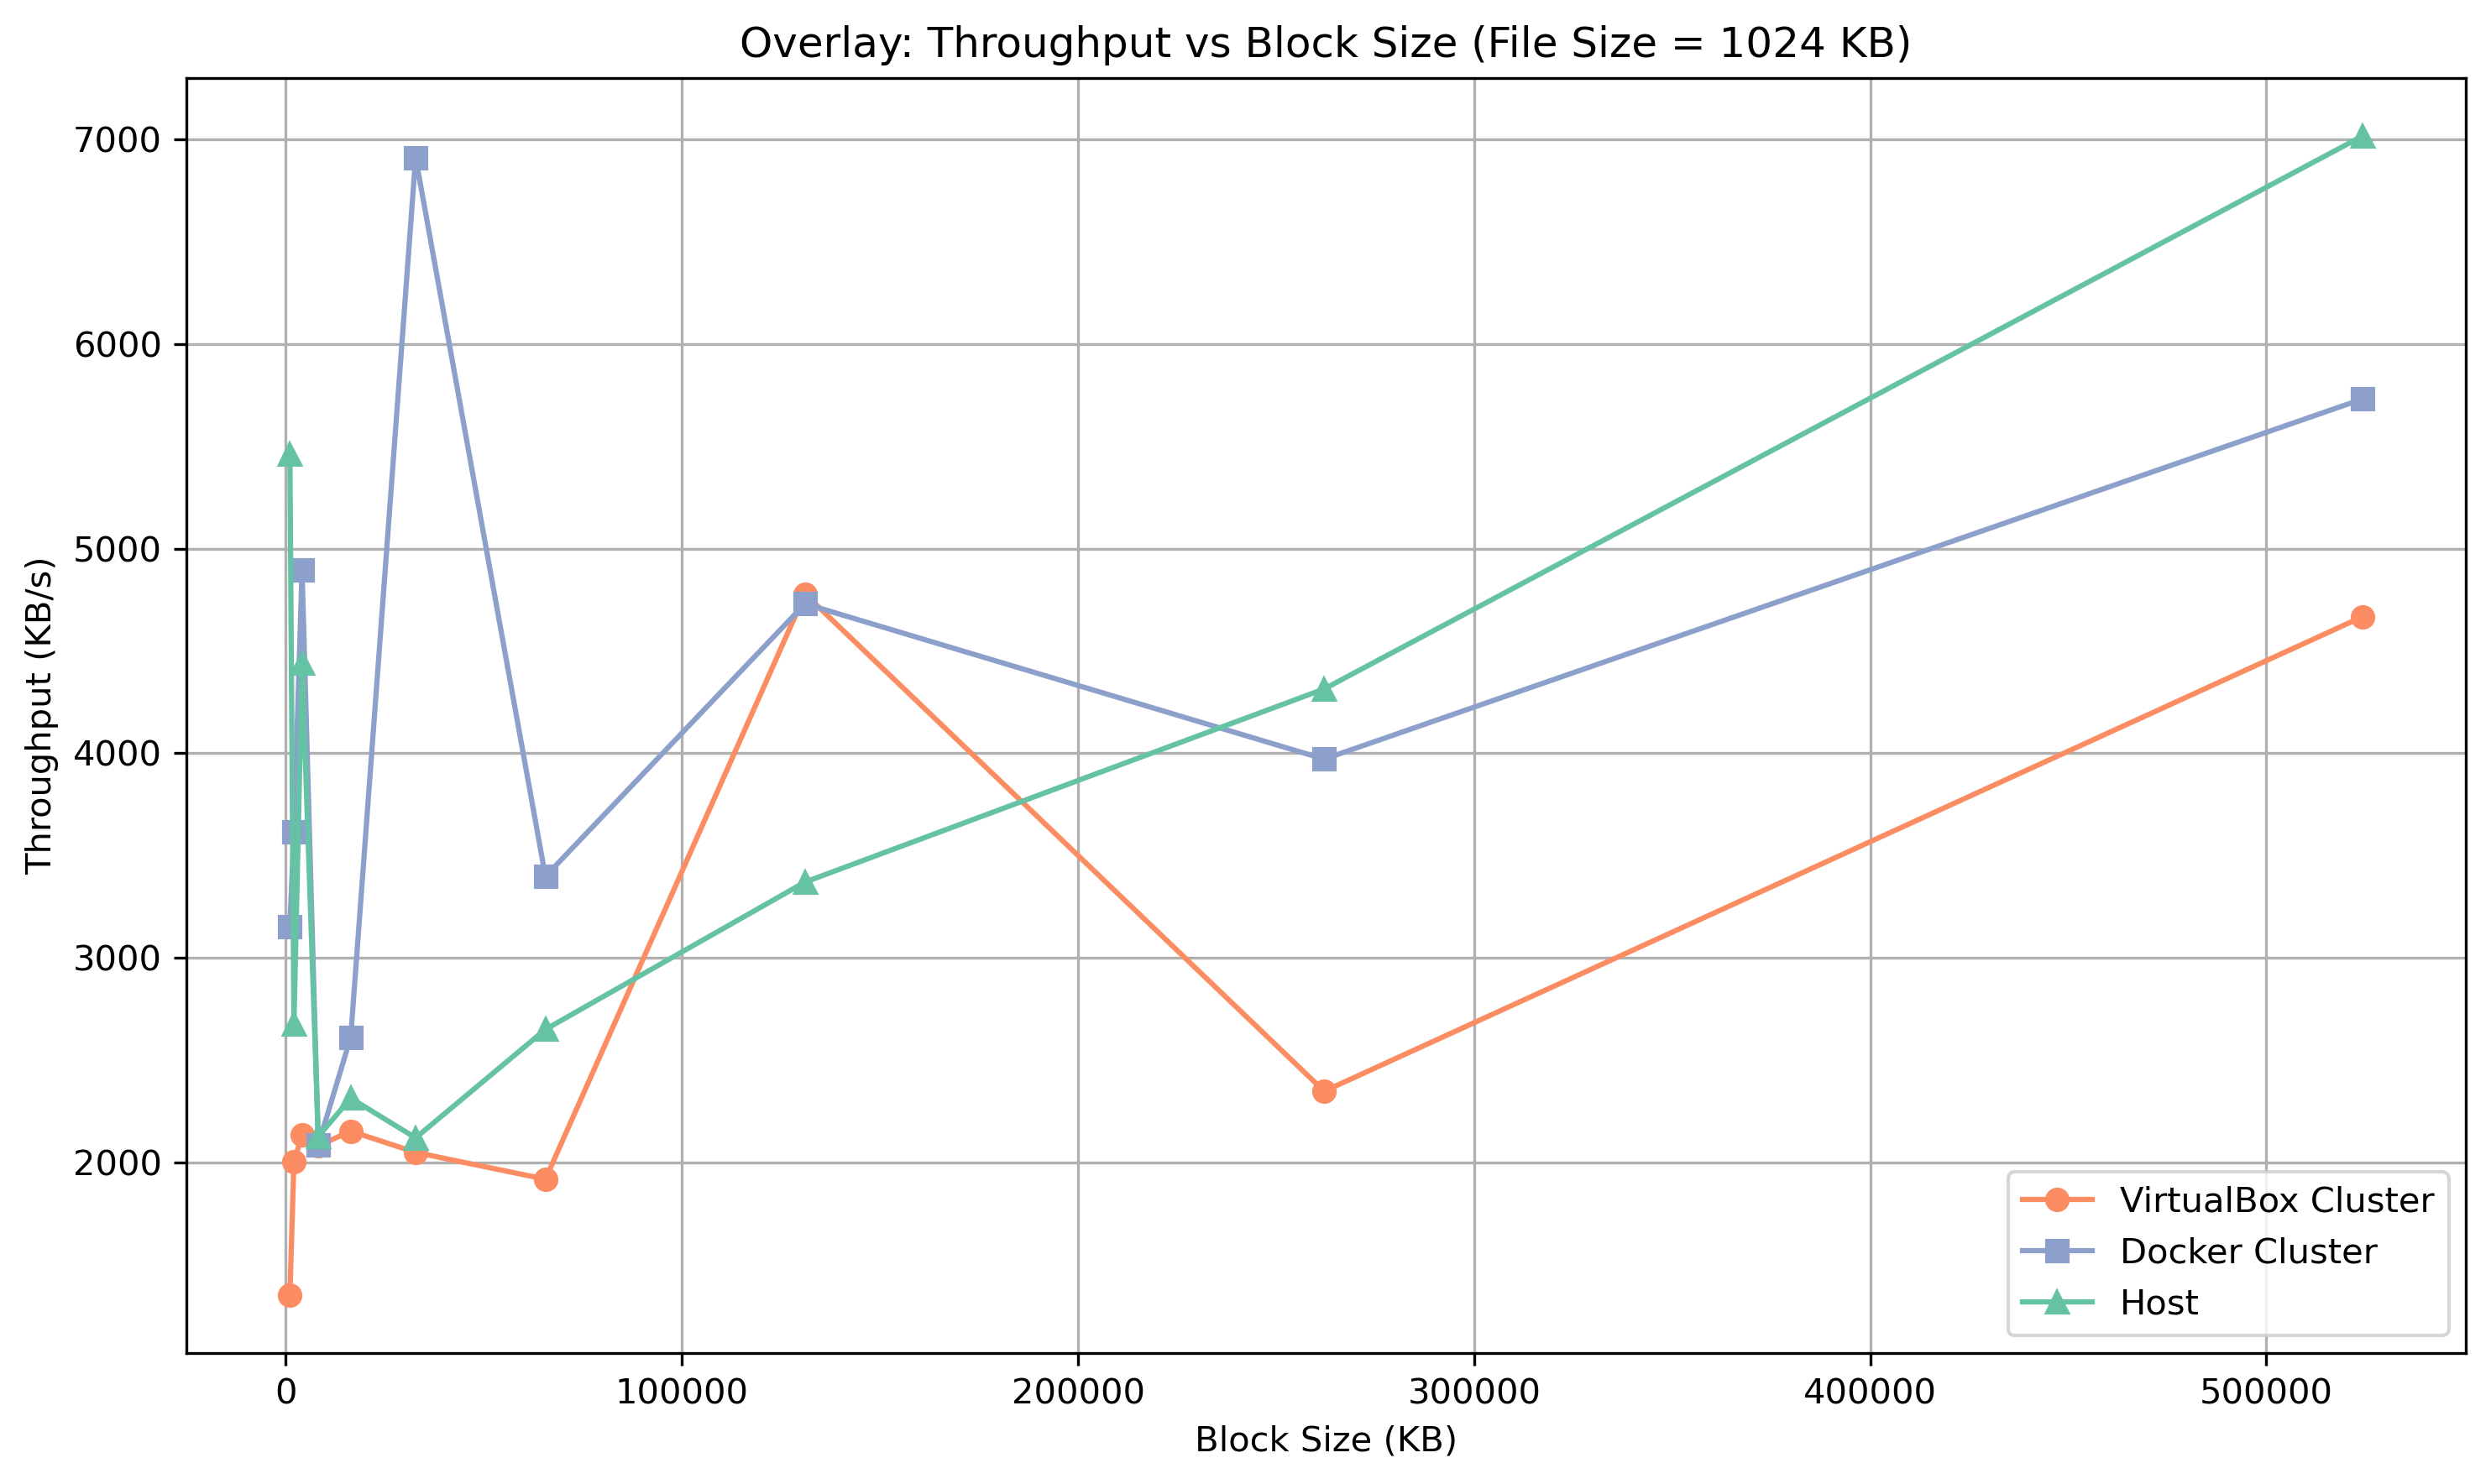 Overlay: Throughput vs Block Size (File Size = 1024 KB)
Throughput (KB/s)
7000
6000
5000
4000
3000
2000
0 100000 200000 300000 400000 500000
Block Size (KB)
VirtualBox Cluster
Docker Cluster
Host